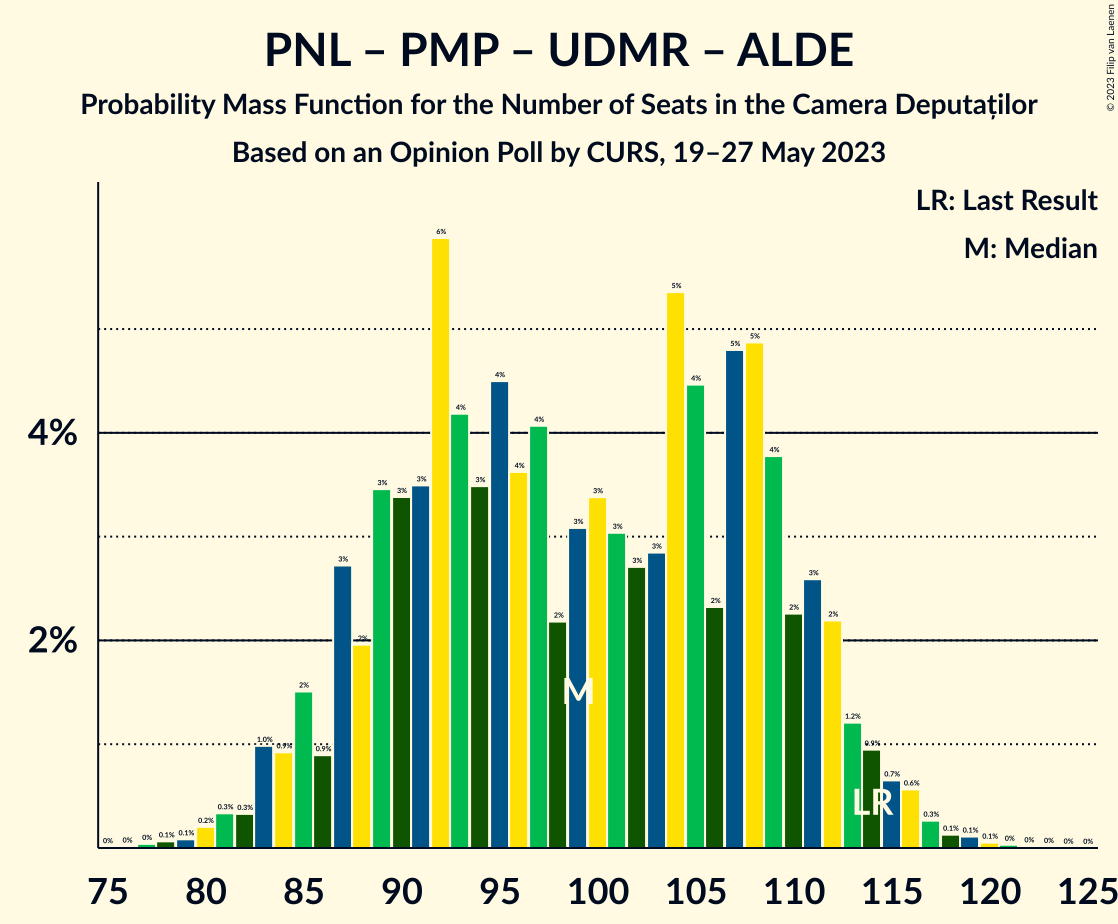 PNL – PMP – UDMR – ALDE
Probability Mass Function for the Number of Seats in the Camera Deputaților
Based on an Opinion Poll by CURS, 19–27 May 2023
© 2023 Filip van Laenen
LR: Last Result
M: Median
4%
2%
0% 0% 0% 0.1% 0.1% 0.2% 0.3% 0.3% 1.0% 0.9% 2% 0.9% 3% 2% 3% 3% 3% 6% 4% 3% 4% 4% 4% 2% 3% 3% 3% 3% 3% 5% 4% 2% 5% 5% 4% 2% 3% 2% 1.2% 0.9% 0.7% 0.6% 0.3% 0.1% 0.1% 0.1% 0% 0% 0% 0% 0%
M
LR
75 80 85 90 95 100 105 110 115 120 125